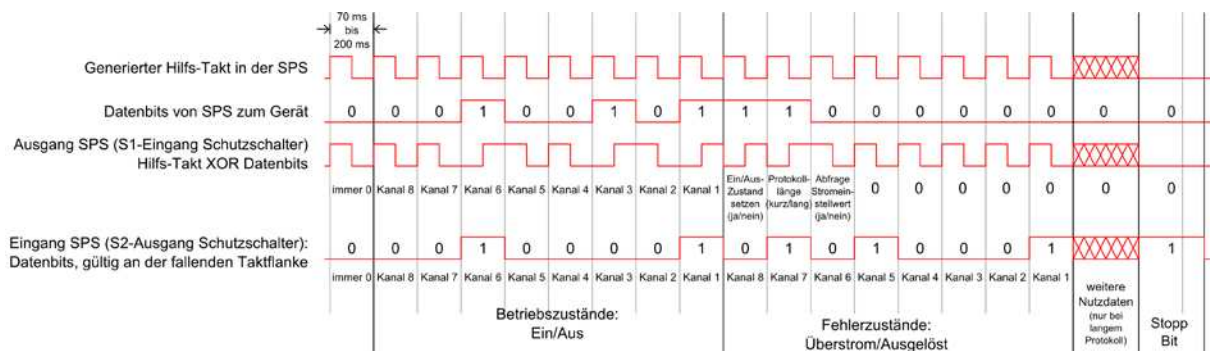 70 ms
bis
200 ms
Generierter Hilfs-Takt in der SPS
Datenbits von SPS zum Gerät
0 0 0 1 0 0 1 0 1 1 1 0 0 0 0 0 0 0 0
Ausgang SPS (S1-Eingang Schutzschalter)
Hilfs-Takt XOR Datenbits
immer 0 Kanal 8 Kanal 7 Kanal 6 Kanal 5 Kanal 4 Kanal 3 Kanal 2 Kanal 1
Ein/Aus-
Zustand
setzen
(ja/nein)
Protokoll-
länge
(kurz/lang)
Abfrage
Stromein-
stellwert
(ja/nein)
0 0 0 0 0 0 0
Eingang SPS (S2-Ausgang Schutzschalter):
Datenbits, gültig an der fallenden Taktflanke
0 0 0 1 0 0 0 0 1 0 1 0 1 0 0 0 1 1
immer 0 Kanal 8 Kanal 7 Kanal 6 Kanal 5 Kanal 4 Kanal 3 Kanal 2 Kanal 1 Kanal 8 Kanal 7 Kanal 6 Kanal 5 Kanal 4 Kanal 3 Kanal 2 Kanal 1
Betriebszustände:
Ein/Aus
Fehlerzustände:
Überstrom/Ausgelöst
weitere
Nutzdaten
(nur bei
langem
Protokoll)
Stopp
Bit